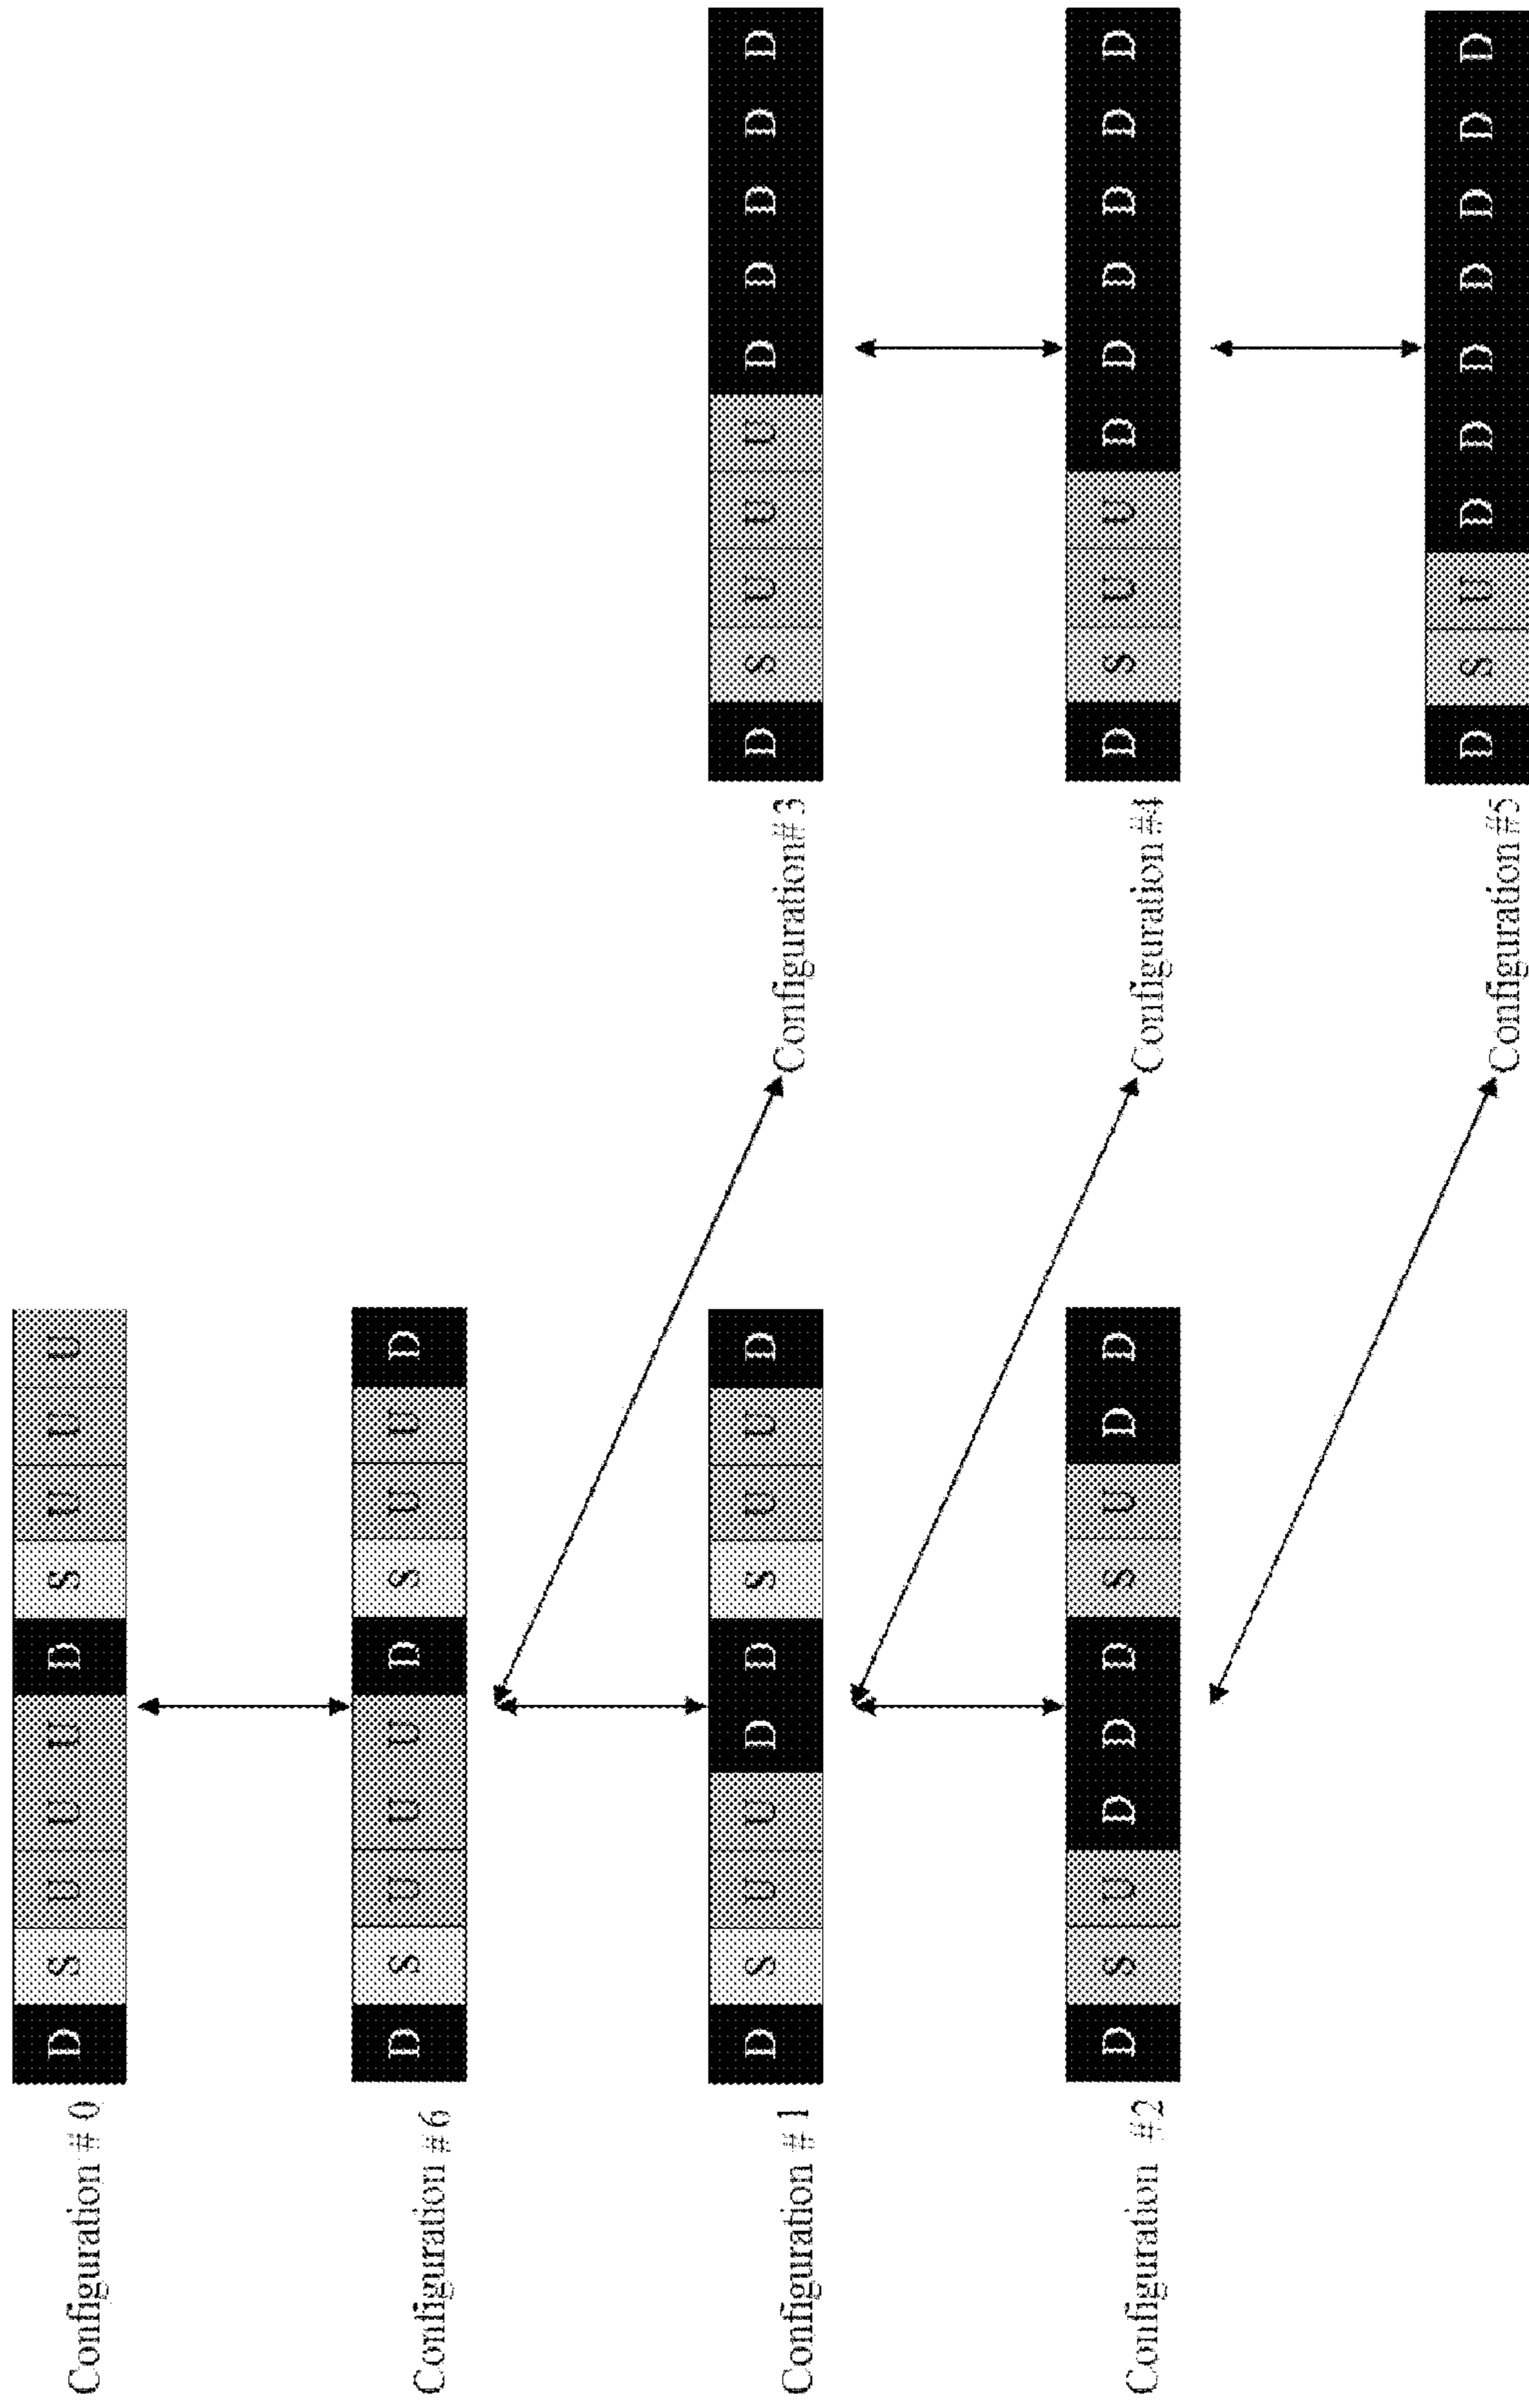 Configuration # 0 D S U U U D S U U U
Configuration # 6 D S U U U D S U U D
Configuration # 1 D S U U D D S U U D
Configuration# 3 D S U U U D D D D D
Configuration #2 D S U D D D S U D D
Configuration #4 D S U U D D D D D D
Configuration #5 D S U D D D D D D D